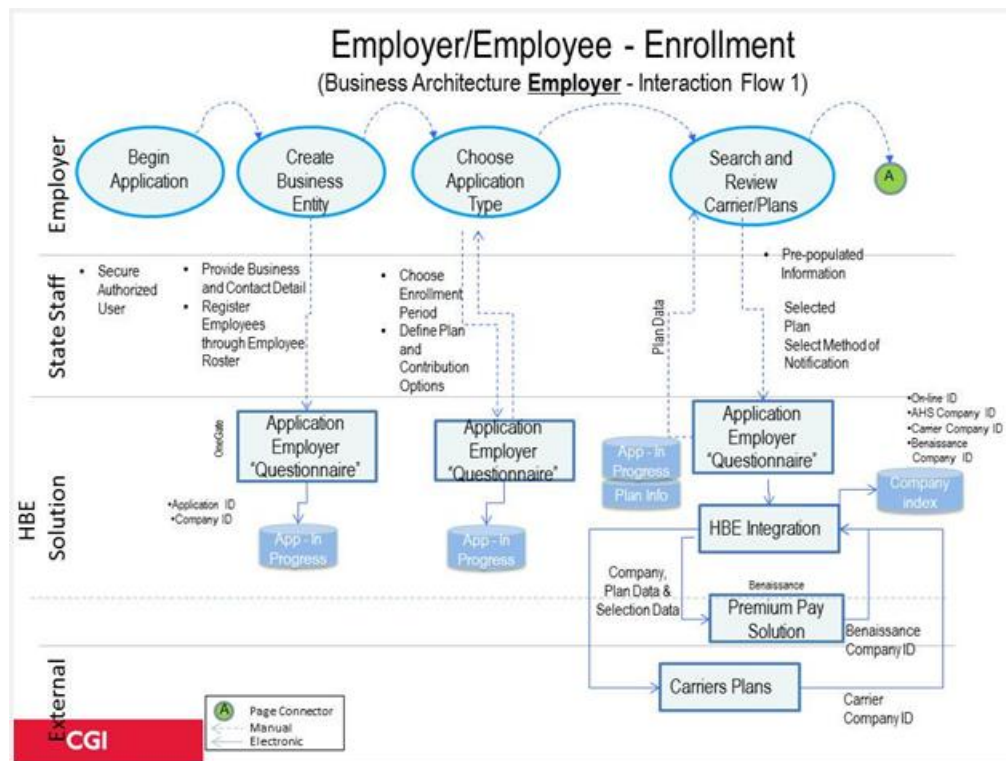 Employer/Employee - Enrollment
(Business Architecture Employer - Interaction Flow 1)
Employer
Begin
Application
Create
Business
Entity
Choose
Application
Type
Search and
Review
Carrier/Plans
A
State Staff
• Secure
Authorized
User
• Provide Business
and Contact Detail
• Register
Employees
through Employee
Roster
• Choose
Enrollment
Period
• Define Plan
and
Contribution
Options
Plan Data
• Pre-populated
Information
Selected
Plan
Select Method of
Notification
HBE
Solution
OneGate
Application
Employer
"Questionnaire"
•Application ID
•Company ID
App - In
Progress
Application
Employer
"Questionnaire"
App - In
Progress
App - In
Progress
Plan Info
Application
Employer
"Questionnaire"
•On-line ID
•AHS Company ID
•Carrier Company ID
•Benaissance
Company ID
Company
index
HBE Integration
Company,
Plan Data &
Selection Data
Benaissance
Premium Pay
Solution
Benaissance
Company ID
External
Carriers Plans
Carrier
Company ID
A Page Connector
Manual
Electronic
CGI